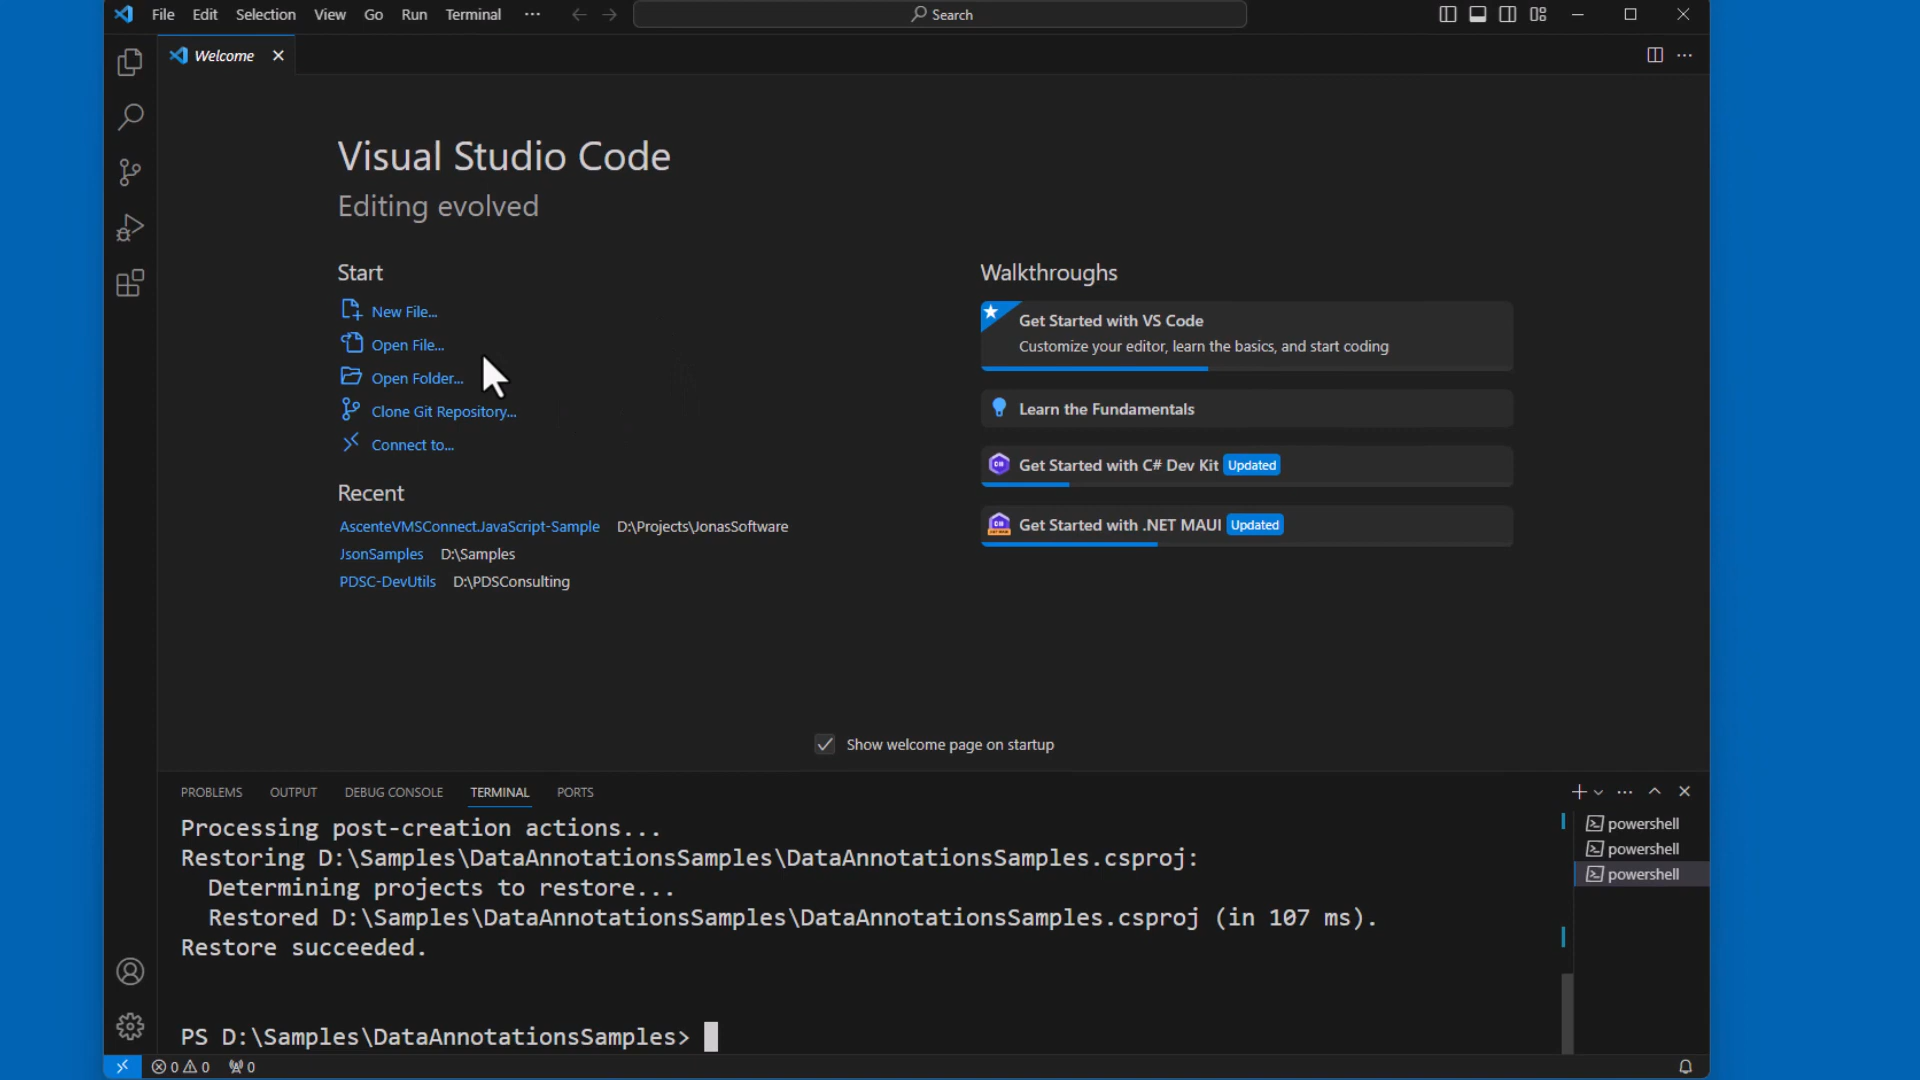 File Edit Selection View Go Run Terminal ···
Search
Welcome
Visual Studio Code
Editing evolved
Start
New File...
Open File...
Open Folder...
Clone Git Repository...
Connect to...
Recent
AscenteVMSConnect.JavaScript-Sample D:\Projects\JonasSoftware
JsonSamples D:\Samples
PDSC-DevUtils D:\PDSConsulting
Walkthroughs
Get Started with VS Code
Customize your editor, learn the basics, and start coding
Learn the Fundamentals
Get Started with C# Dev Kit Updated
Get Started with .NET MAUI Updated
Show welcome page on startup
PROBLEMS OUTPUT DEBUG CONSOLE TERMINAL PORTS
Processing post-creation actions...
Restoring D:\Samples\DataAnnotationsSamples\DataAnnotationsSamples.csproj:
Determining projects to restore...
Restored D:\Samples\DataAnnotationsSamples\DataAnnotationsSamples.csproj (in 107 ms).
Restore succeeded.
PS D:\Samples\DataAnnotationsSamples>
powershell
powershell
powershell
0 0 0